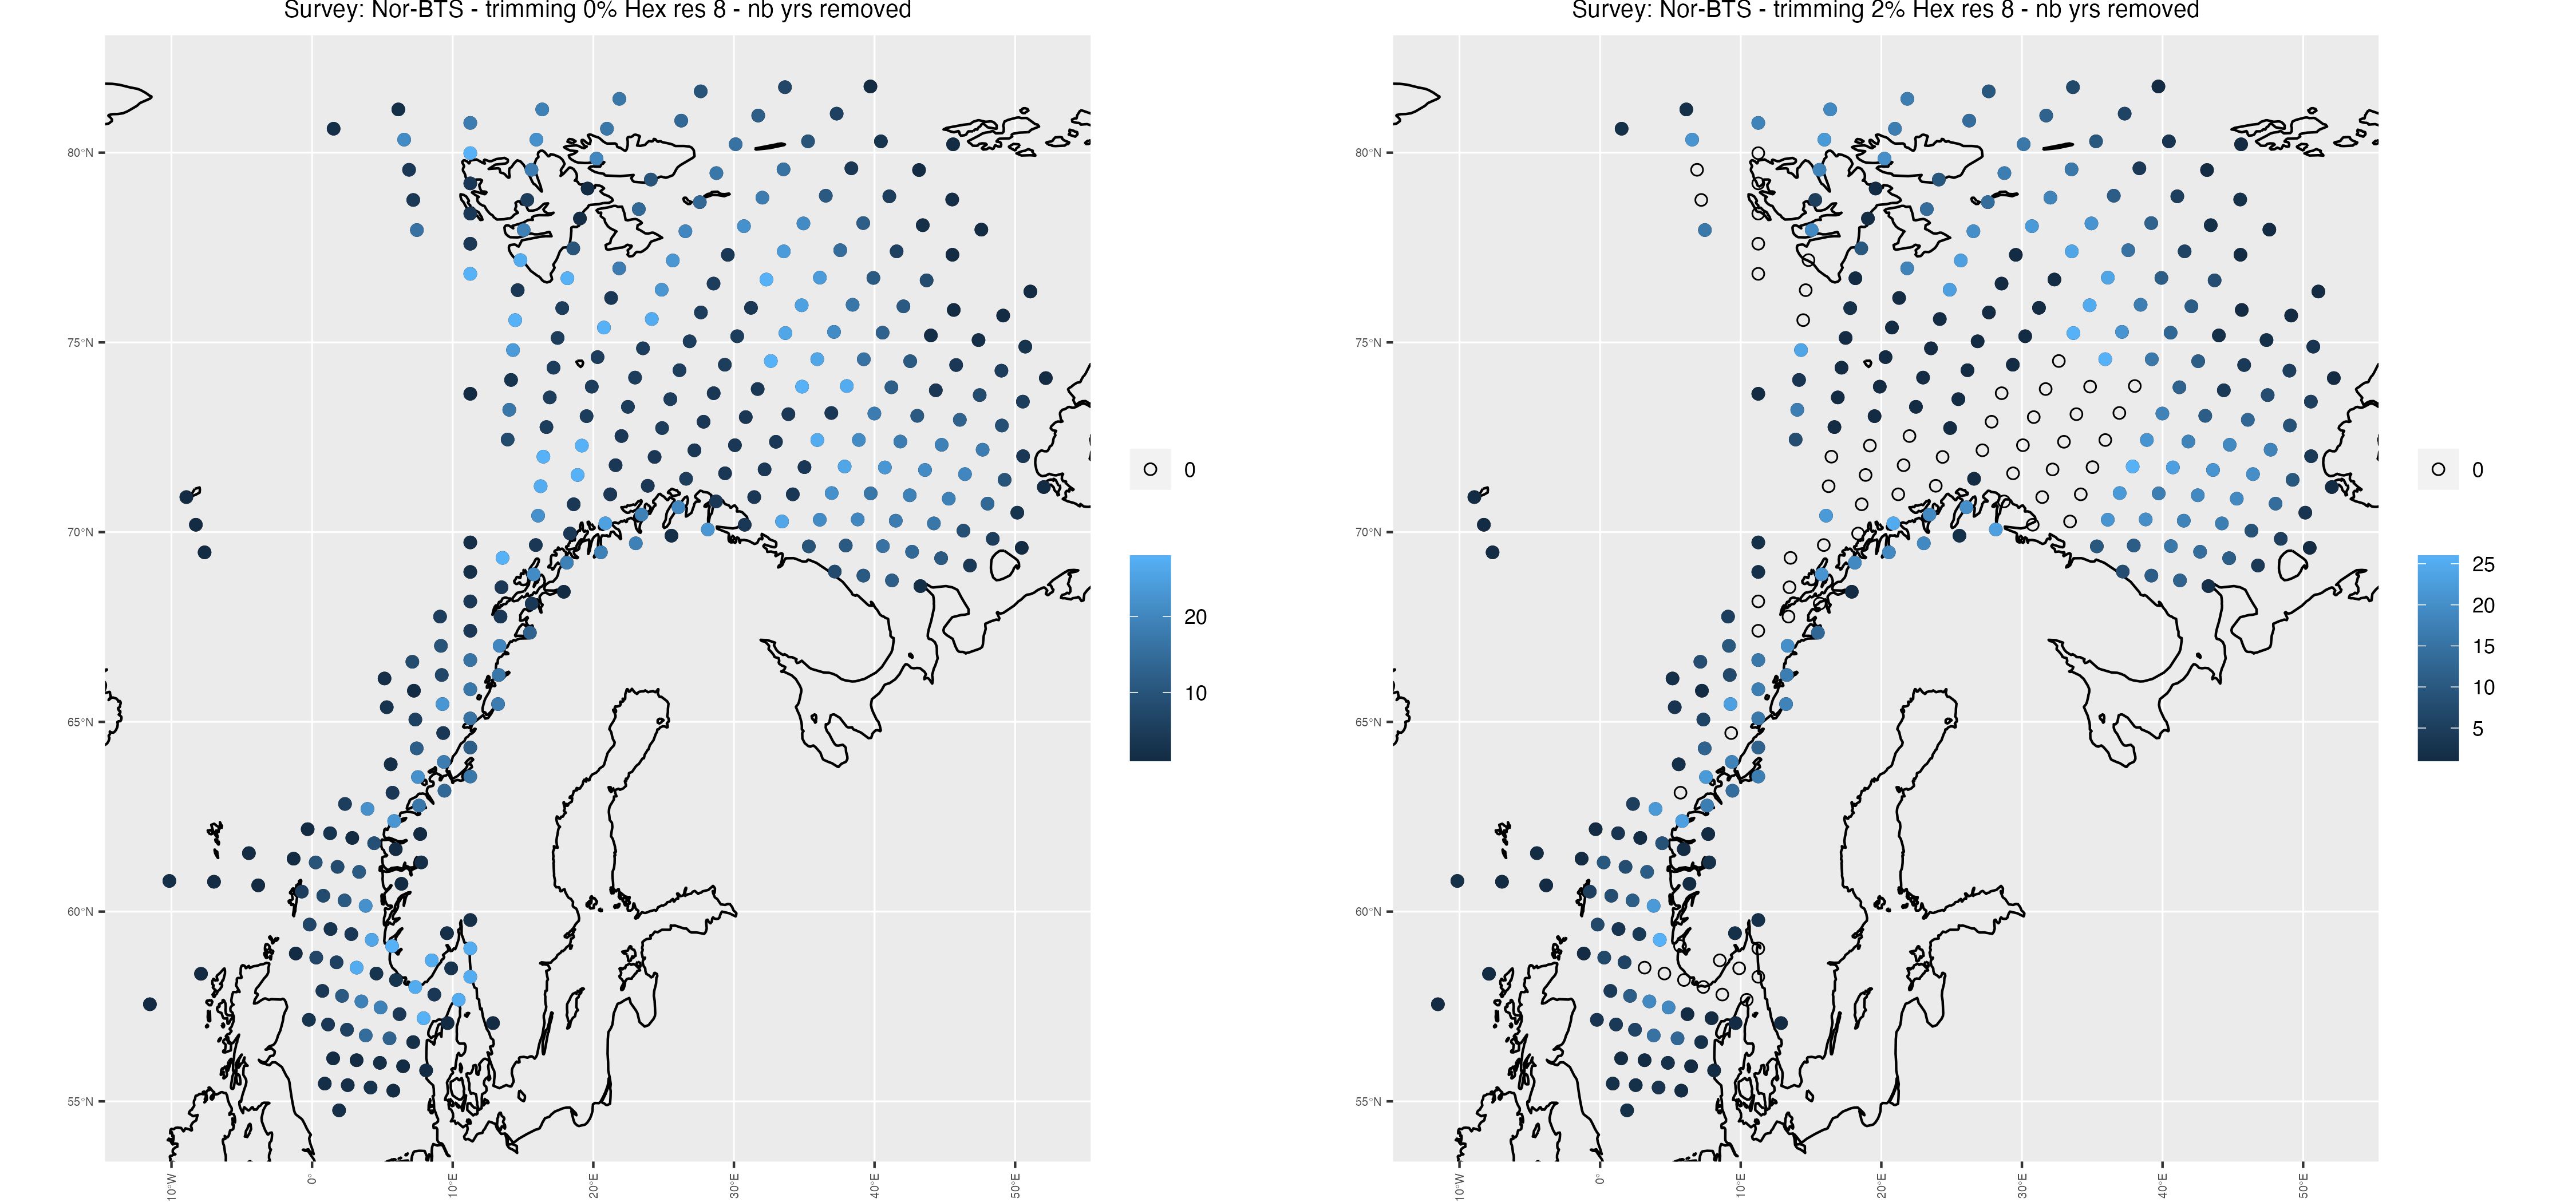 Survey: Nor-BTS - trimming 0% Hex res 8 - nb yrs removed
80°N
75°N
70°N
65°N
60°N
55°N
10°W
0°
10°E
20°E
30°E
40°E
50°E
0
20
10
Survey: Nor-BTS - trimming 2% Hex res 8 - nb yrs removed
80°N
75°N
70°N
65°N
60°N
55°N
10°W
0°
10°E
20°E
30°E
40°E
50°E
0
25
20
15
10
5